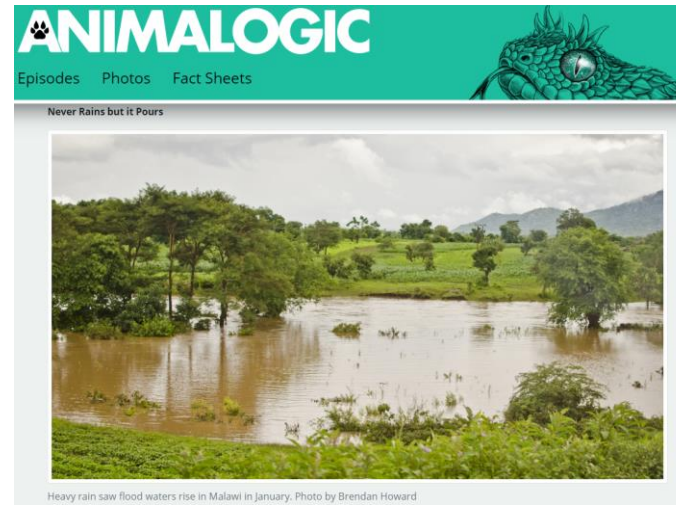 ANIMALOGIC
Episodes Photos Fact Sheets
Never Rains but it Pours
Heavy rain saw flood waters rise in Malawi in January. Photo by Brendan Howard